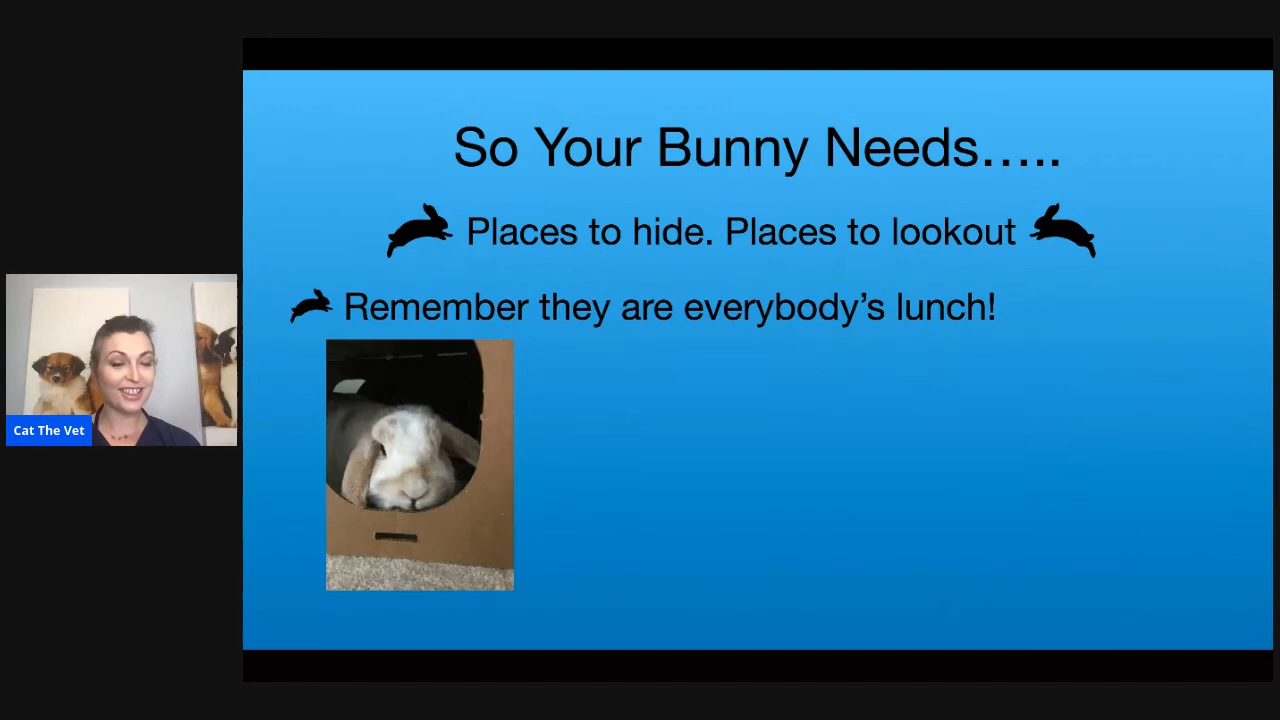 So Your Bunny Needs.....
Places to hide. Places to lookout
Remember they are everybody’s lunch!
Cat The Vet